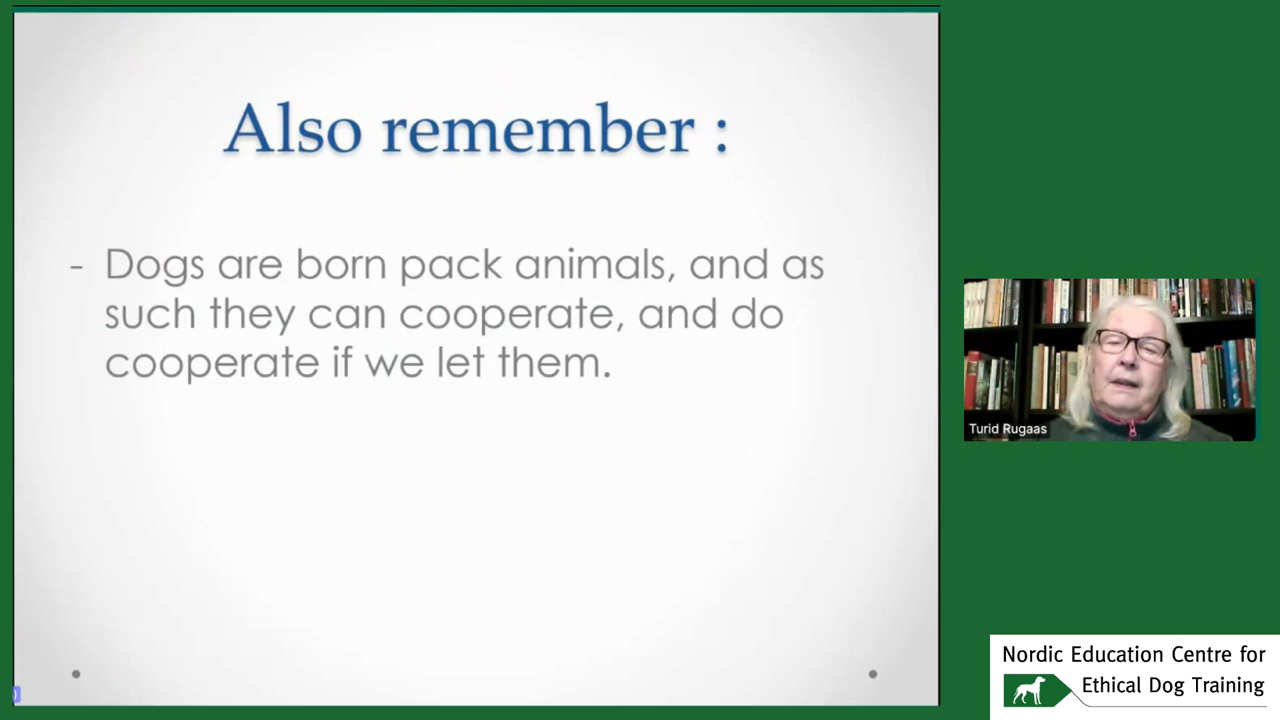 Also remember :
- Dogs are born pack animals, and as
such they can cooperate, and do
cooperate if we let them.
Turid Rugaas
Nordic Education Centre for
Ethical Dog Training